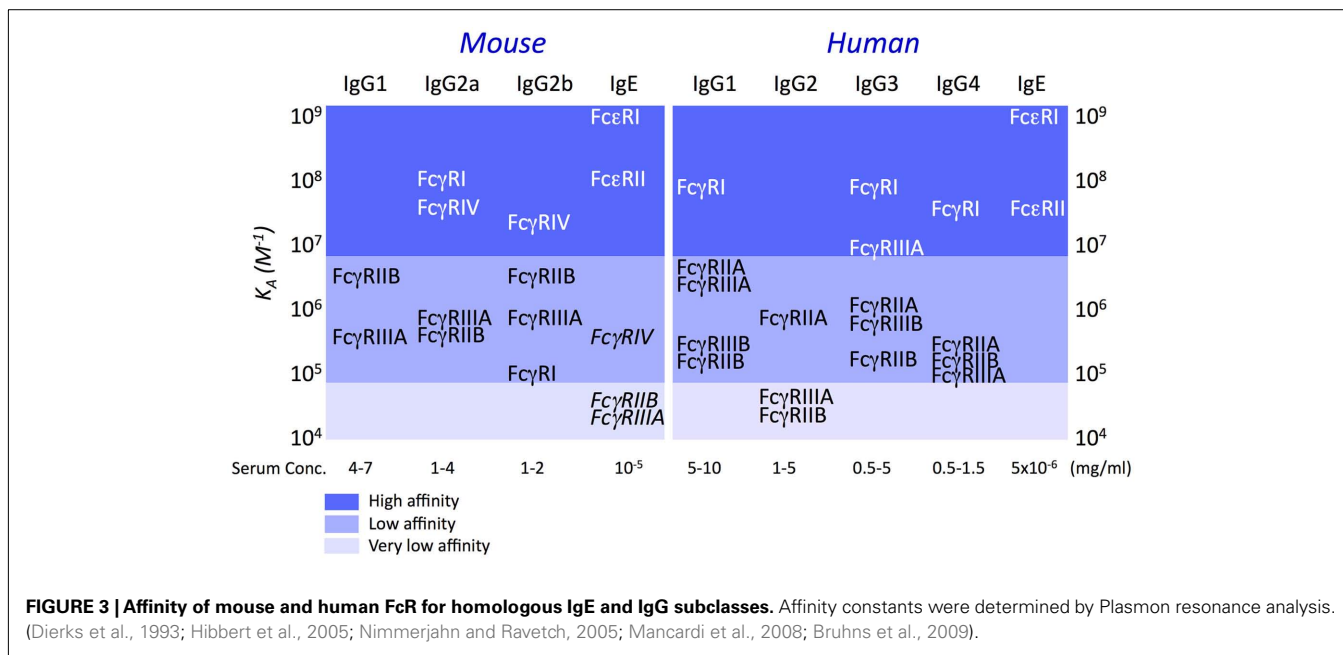 Mouse Human
IgG1 IgG2a IgG2b IgE IgG1 IgG2 IgG3 IgG4 IgE
10⁹ FcεRI FcεRI 10⁹
10⁸ FcγRI FcεRII FcγRI FcγRI 10⁸
FcγRIV FcγRIV FcγRI FcεRII
10⁷ FcγRIIIA 10⁷
K_A (M⁻¹)
FcγRIIB FcγRIIB FcγRIIA
FcγRIIIA
10⁶ FcγRIIA 10⁶
FcγRIIIA FcγRIIIA FcγRIIA FcγRIIIB
FcγRIIIA FcγRIIB FcγRIV FcγRIIIB FcγRIIA
FcγRIIB FcγRIIB FcγRIIB
10⁵ FcγRI FcγRIIIA 10⁵
FcγRIIB FcγRIIIA
FcγRIIIA FcγRIIB
10⁴ 10⁴
Serum Conc. 4-7 1-4 1-2 10⁻⁵ 5-10 1-5 0.5-5 0.5-1.5 5x10⁻⁶ (mg/ml)
High affinity
Low affinity
Very low affinity
FIGURE 3 | Affinity of mouse and human FcR for homologous IgE and IgG subclasses. Affinity constants were determined by Plasmon resonance analysis.
(Dierks et al., 1993; Hibbert et al., 2005; Nimmerjahn and Ravetch, 2005; Mancardi et al., 2008; Bruhns et al., 2009).